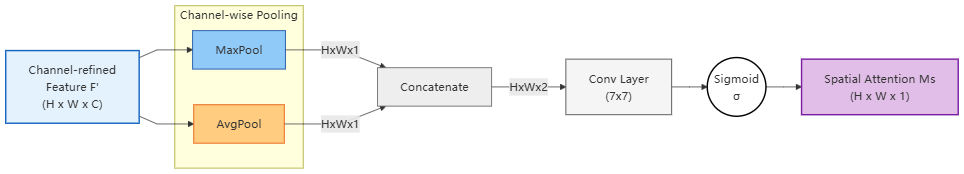 Channel-wise Pooling
Channel-refined
Feature F'
(H x W x C)
MaxPool
AvgPool
HxWx1
HxWx1
Concatenate
HxWx2
Conv Layer
(7x7)
Sigmoid
σ
Spatial Attention Ms
(H x W x 1)